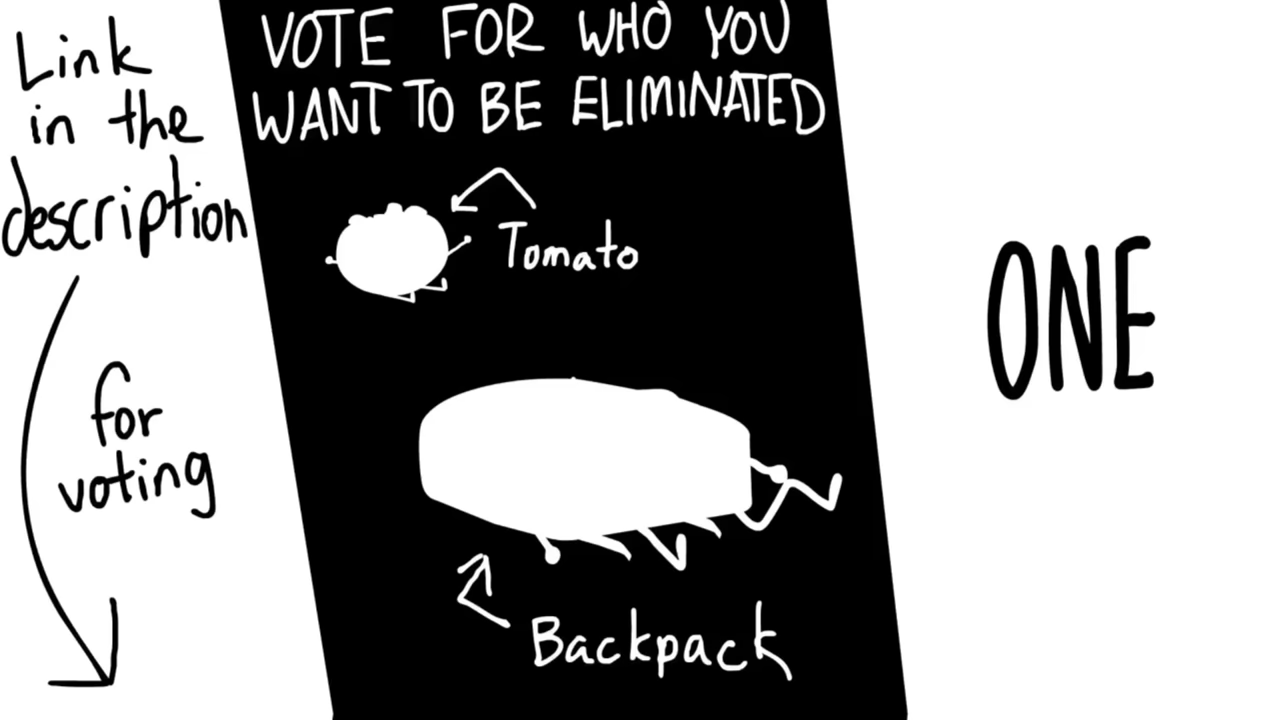 Link
in the
description
for
voting
VOTE FOR WHO YOU
WANT TO BE ELIMINATED
Tomato
Backpack
ONE